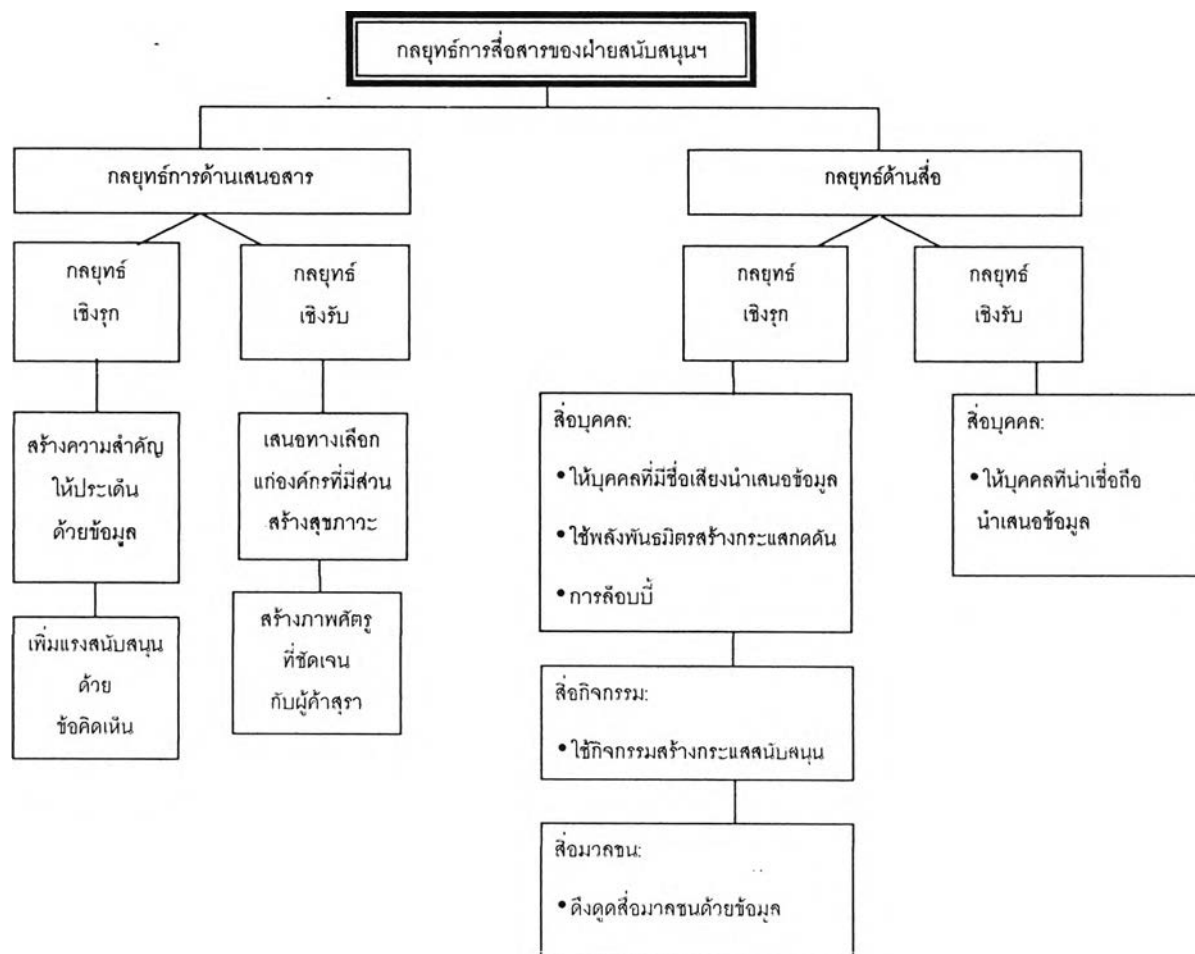 กลยุทธ์การสื่อสารของฝ่ายสนับสนุนฯ
กลยุทธ์การด้านเสนอสาร
กลยุทธ์
เชิงรุก
สร้างความสำคัญ
ให้ประเด็น
ด้วยข้อมูล
เพิ่มแรงสนับสนุน
ด้วย
ข้อคิดเห็น
กลยุทธ์
เชิงรับ
เสนอทางเลือก
แก่องค์กรที่มีส่วน
สร้างสุขภาวะ
สร้างภาพศัตรู
ที่ชัดเจน
กับผู้ค้าสุรา
กลยุทธ์ด้านสื่อ
กลยุทธ์
เชิงรุก
สื่อบุคคล:
•ให้บุคคลที่มีชื่อเสียงนำเสนอข้อมูล
•ใช้พลังพันธมิตรสร้างกระแสกดดัน
•การล๊อบบี้
สื่อกิจกรรม:
•ใช้กิจกรรมสร้างกระแสสนับสนุน
สื่อมวลชน:
•ดึงดูดสื่อมวลชนด้วยข้อมูล
กลยุทธ์
เชิงรับ
สื่อบุคคล:
•ให้บุคคลที่น่าเชื่อถือ
นำเสนอข้อมูล